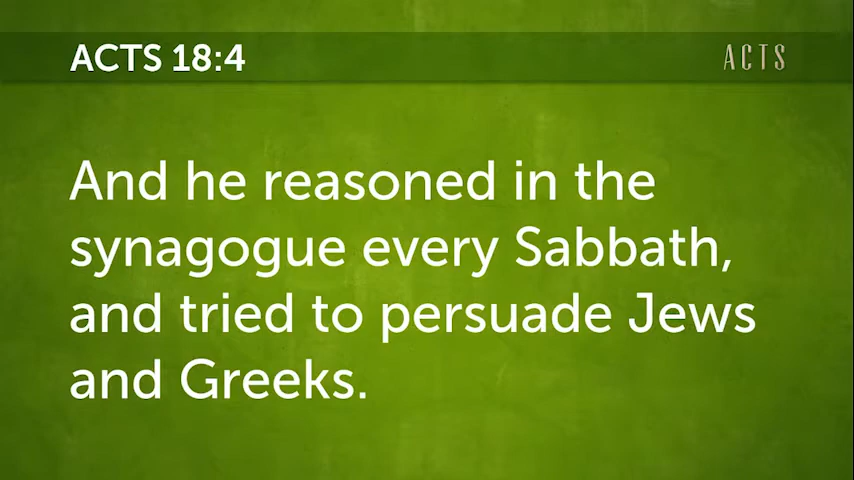 ACTS 18:4
ACTS
And he reasoned in the
synagogue every Sabbath,
and tried to persuade Jews
and Greeks.